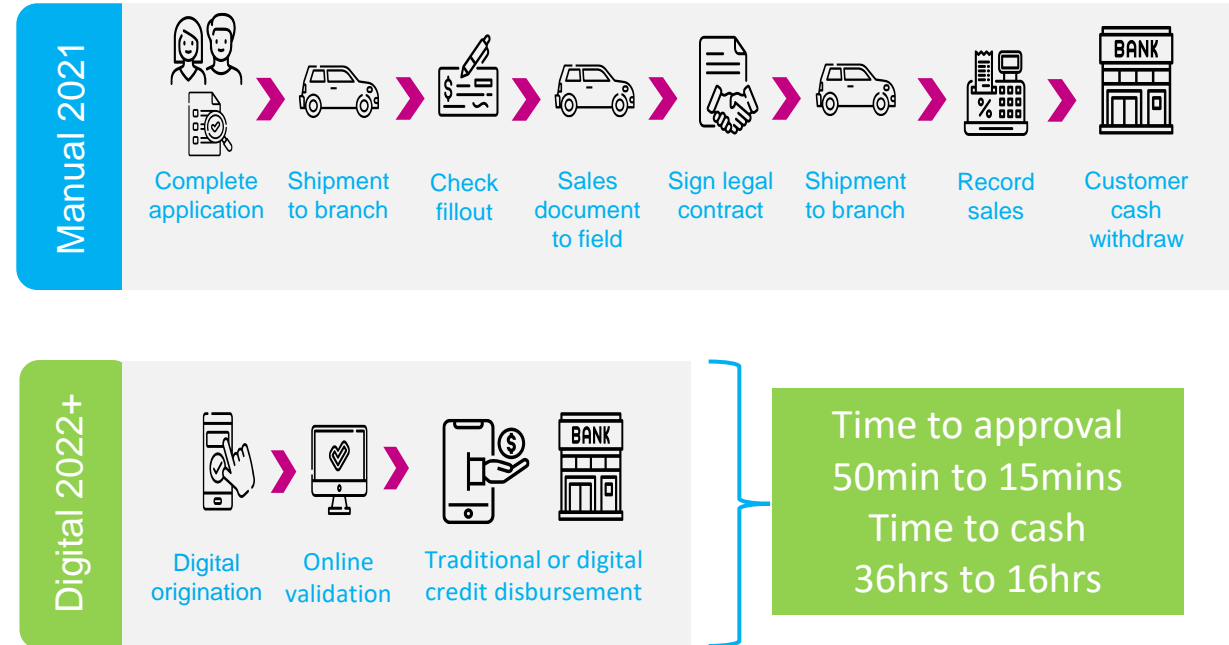 Manual 2021
BANK
$
%
Complete
application
Shipment
to branch
Check
fillout
Sales
document
to field
Sign legal
contract
Shipment
to branch
Record
sales
Customer
cash
withdraw
Digital 2022+
$
BANK
Digital
origination
Online
validation
Traditional or digital
credit disbursement
Time to approval
50min to 15mins
Time to cash
36hrs to 16hrs